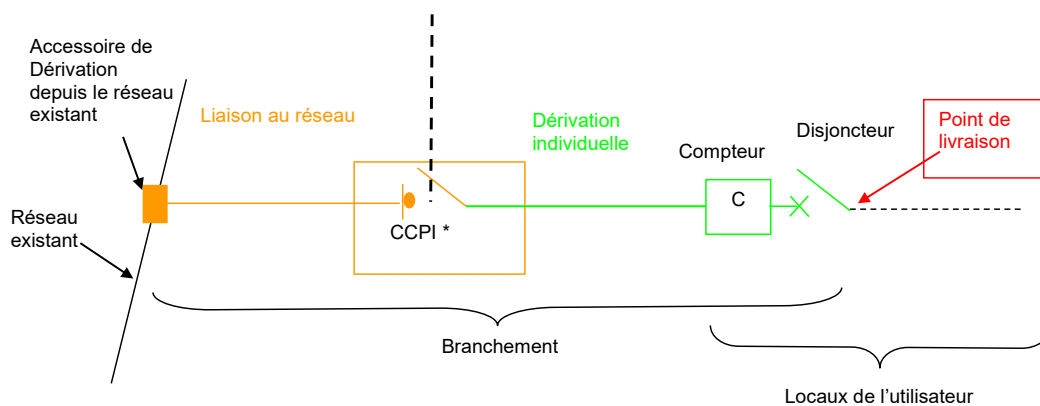 Accessoire de
Dérivation
depuis le réseau
existant
Liaison au réseau
Dérivation
individuelle
Compteur
Disjoncteur
Point de
livraison
C
CCPI *
Réseau
existant
Branchement
Locaux de l'utilisateur